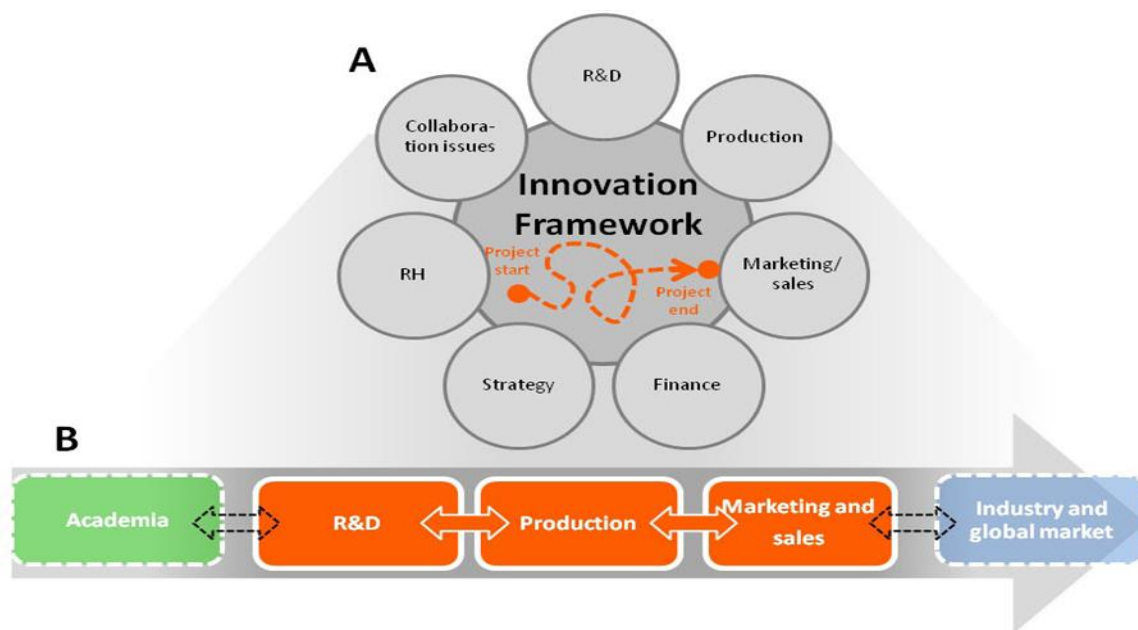 A
R&D
Collabora-
tion issues
Production
Innovation
Framework
Project
start
RH
Marketing/
sales
Project
end
Strategy
Finance
B
Academia
R&D
Production
Marketing and
sales
Industry and
global market